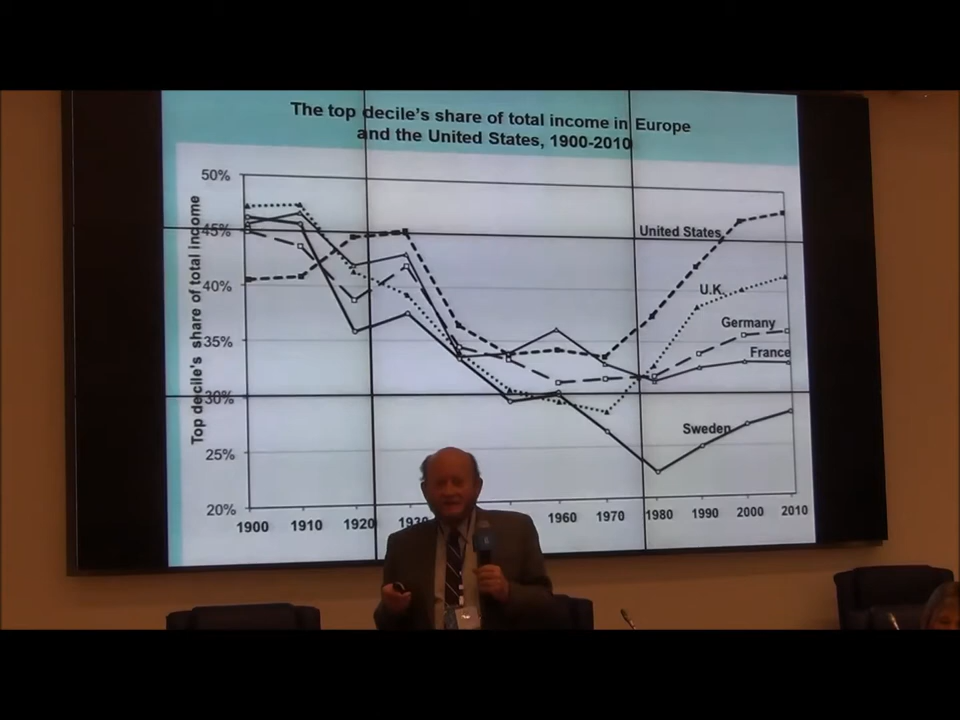 The top decile's share of total income in Europe
and the United States, 1900-2010
50%
45%
40%
35%
30%
25%
20%
Top decile's share of total income
United States
U.K.
Germany
France
Sweden
1900 1910 1920 1960 1970 1980 1990 2000 2010